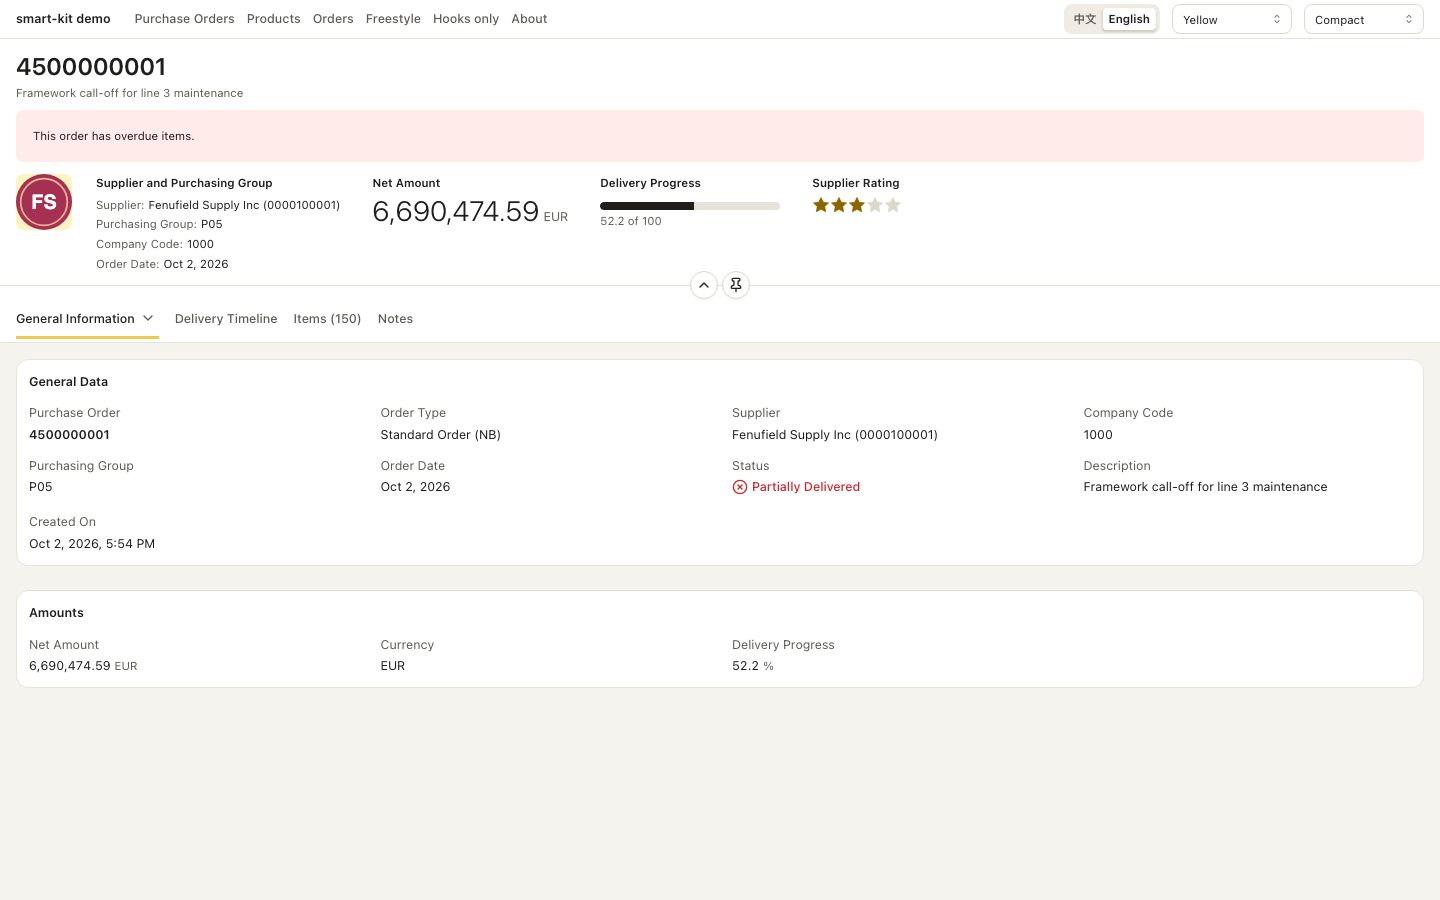 smart-kit demo Purchase Orders Products Orders Freestyle Hooks only About 中文 English Yellow Compact
4500000001
Framework call-off for line 3 maintenance
This order has overdue items.
FS
Supplier and Purchasing Group
Supplier: Fenufield Supply Inc (0000100001)
Purchasing Group: P05
Company Code: 1000
Order Date: Oct 2, 2026
Net Amount
6,690,474.59 EUR
Delivery Progress
52.2 of 100
Supplier Rating
General Information Delivery Timeline Items (150) Notes
General Data
Purchase Order Order Type Supplier Company Code
4500000001 Standard Order (NB) Fenufield Supply Inc (0000100001) 1000
Purchasing Group Order Date Status Description
P05 Oct 2, 2026 Partially Delivered Framework call-off for line 3 maintenance
Created On
Oct 2, 2026, 5:54 PM
Amounts
Net Amount Currency Delivery Progress
6,690,474.59 EUR EUR 52.2 %